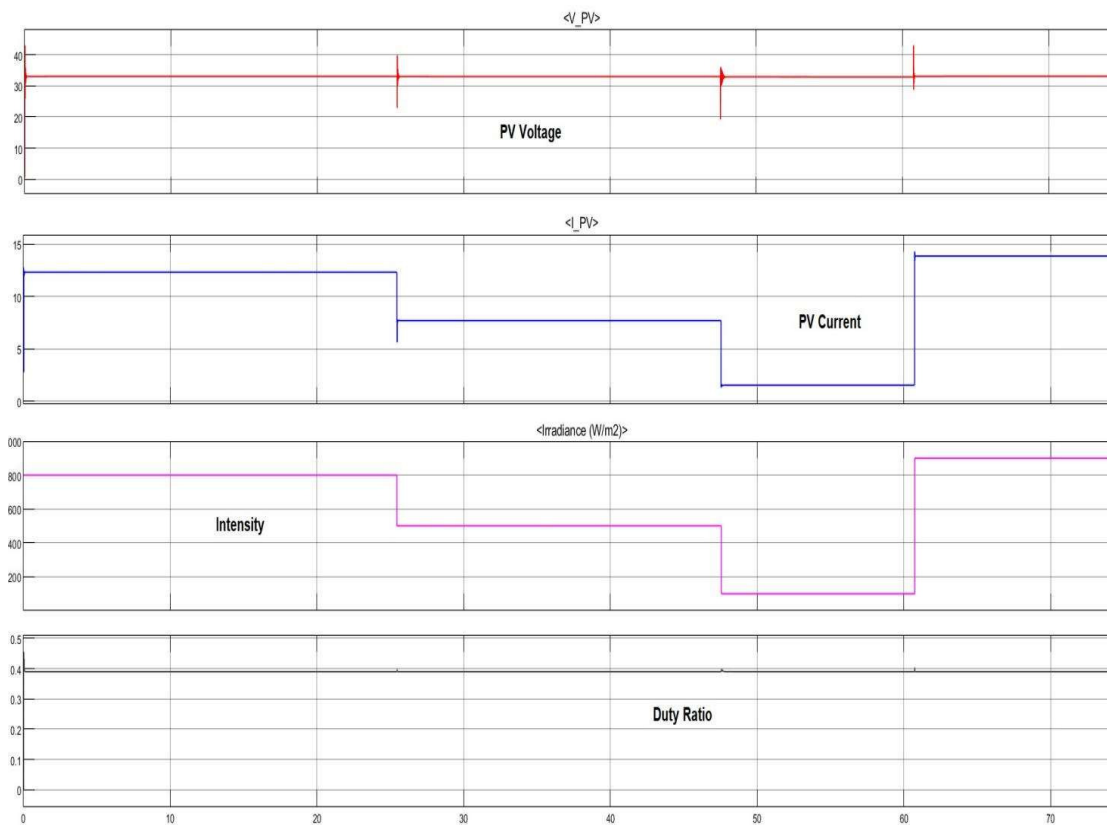 <V_PV>
40
30
20
10
0
PV Voltage
<I_PV>
15
10
5
0
PV Current
<Irradiance (W/m2)>
000
800
600
400
200
Intensity
0.5
0.4
0.3
0.2
0.1
0
Duty Ratio
0 10 20 30 40 50 60 70